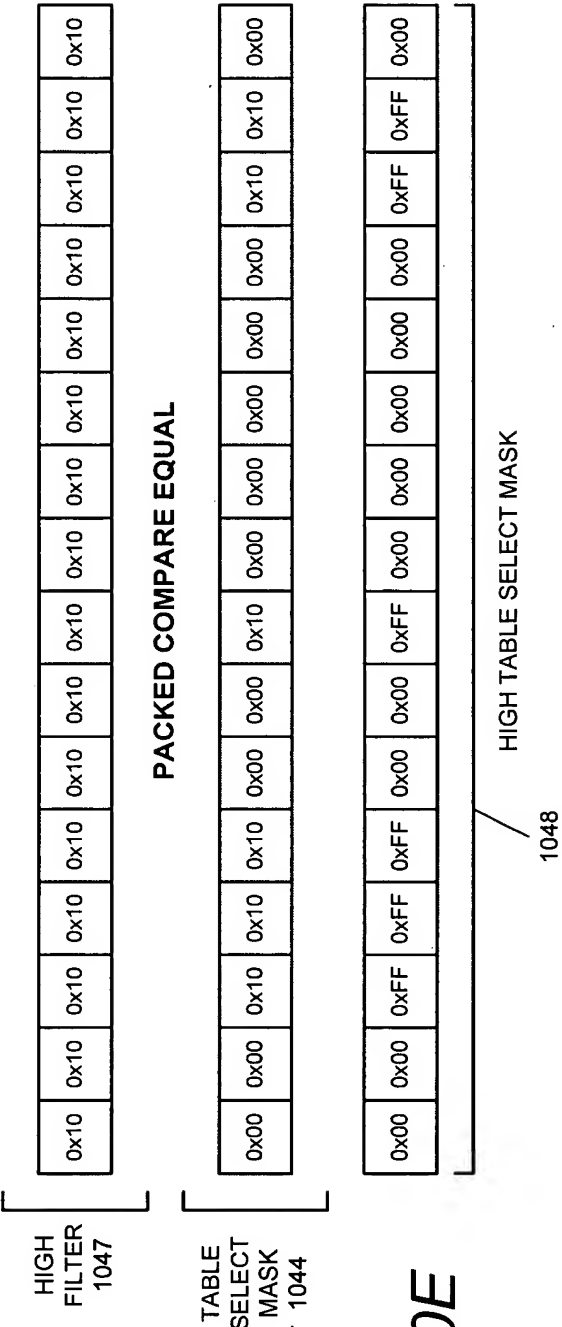 HIGH
FILTER
1047
0x10 0x10 0x10 0x10 0x10 0x10 0x10 0x10 0x10 0x10 0x10 0x10 0x10 0x10 0x10 0x10
PACKED COMPARE EQUAL
TABLE
SELECT
MASK
1044
0x00 0x00 0x10 0x10 0x10 0x00 0x00 0x10 0x00 0x00 0x00 0x00 0x00 0x10 0x10 0x00
0x00 0x00 0xFF 0xFF 0xFF 0x00 0x00 0xFF 0x00 0x00 0x00 0x00 0x00 0xFF 0xFF 0x00
HIGH TABLE SELECT MASK
1048